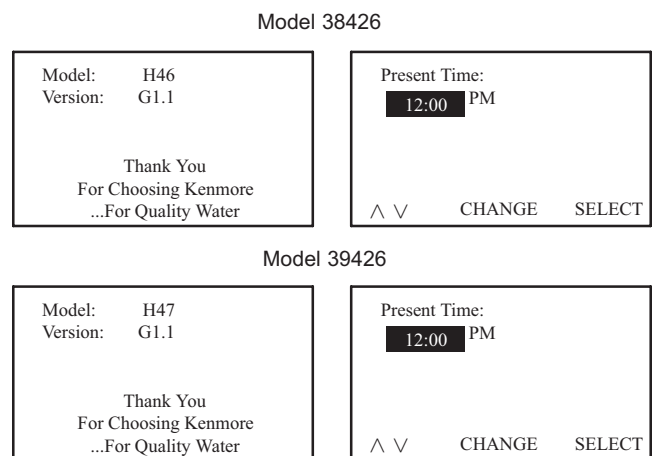 Model 38426
Model: H46
Version: G1.1
Thank You
For Choosing Kenmore
...For Quality Water
Present Time:
12:00 PM
∧ ∨ CHANGE SELECT
Model 39426
Model: H47
Version: G1.1
Thank You
For Choosing Kenmore
...For Quality Water
Present Time:
12:00 PM
∧ ∨ CHANGE SELECT